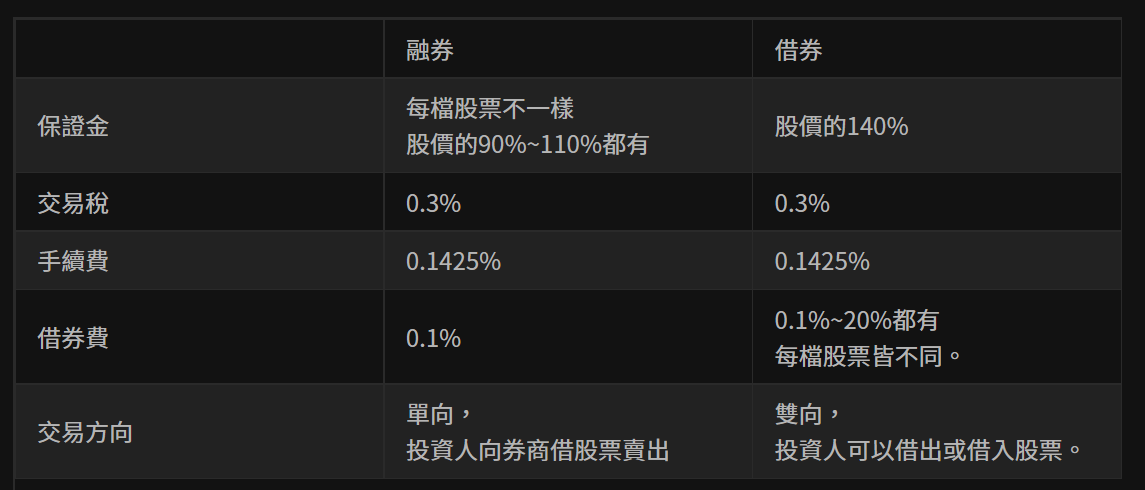 融券
借券
保證金
每檔股票不一樣
股價的90%~110%都有
股價的140%
交易稅
0.3%
0.3%
手續費
0.1425%
0.1425%
借券費
0.1%
0.1%~20%都有
每檔股票皆不同。
交易方向
單向，
投資人向券商借股票賣出
雙向，
投資人可以借出或借入股票。